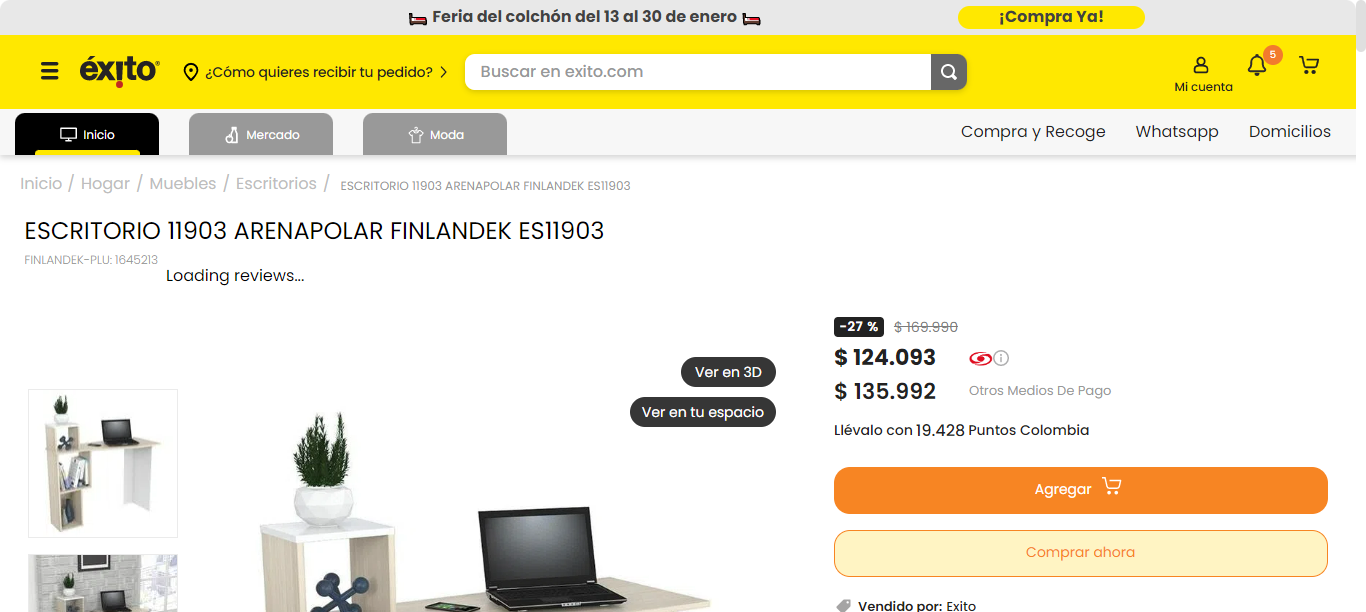 Feria del colchón del 13 al 30 de enero
¡Compra Ya!
éxito
¿Cómo quieres recibir tu pedido?
Buscar en exito.com
Mi cuenta
5
Inicio
Mercado
Moda
Compra y Recoge
Whatsapp
Domicilios
Inicio / Hogar / Muebles / Escritorios / ESCRITORIO 11903 ARENAPOLAR FINLANDEK ES11903
ESCRITORIO 11903 ARENAPOLAR FINLANDEK ES11903
FINLANDEK-PLU: 1645213
Loading reviews...
Ver en 3D
Ver en tu espacio
-27 % $ 169.990
$ 124.093
$ 135.992 Otros Medios De Pago
Llévalo con 19.428 Puntos Colombia
Agregar
Comprar ahora
Vendido por: Exito